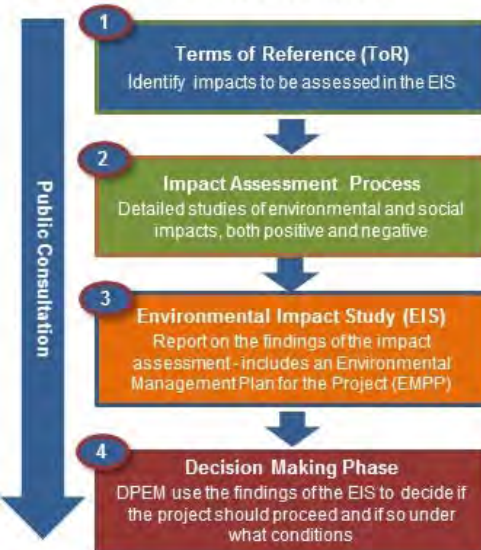 Public Consultation
1
Terms of Reference (ToR)
Identify impacts to be assessed in the EIS
2
Impact Assessment Process
Detailed studies of environmental and social
impacts, both positive and negative
3
Environmental Impact Study (EIS)
Report on the findings of the impact
assessment - includes an Environmental
Management Plan for the Project (EMPP)
4
Decision Making Phase
DPEM use the findings of the EIS to decide if
the project should proceed and if so under
what conditions